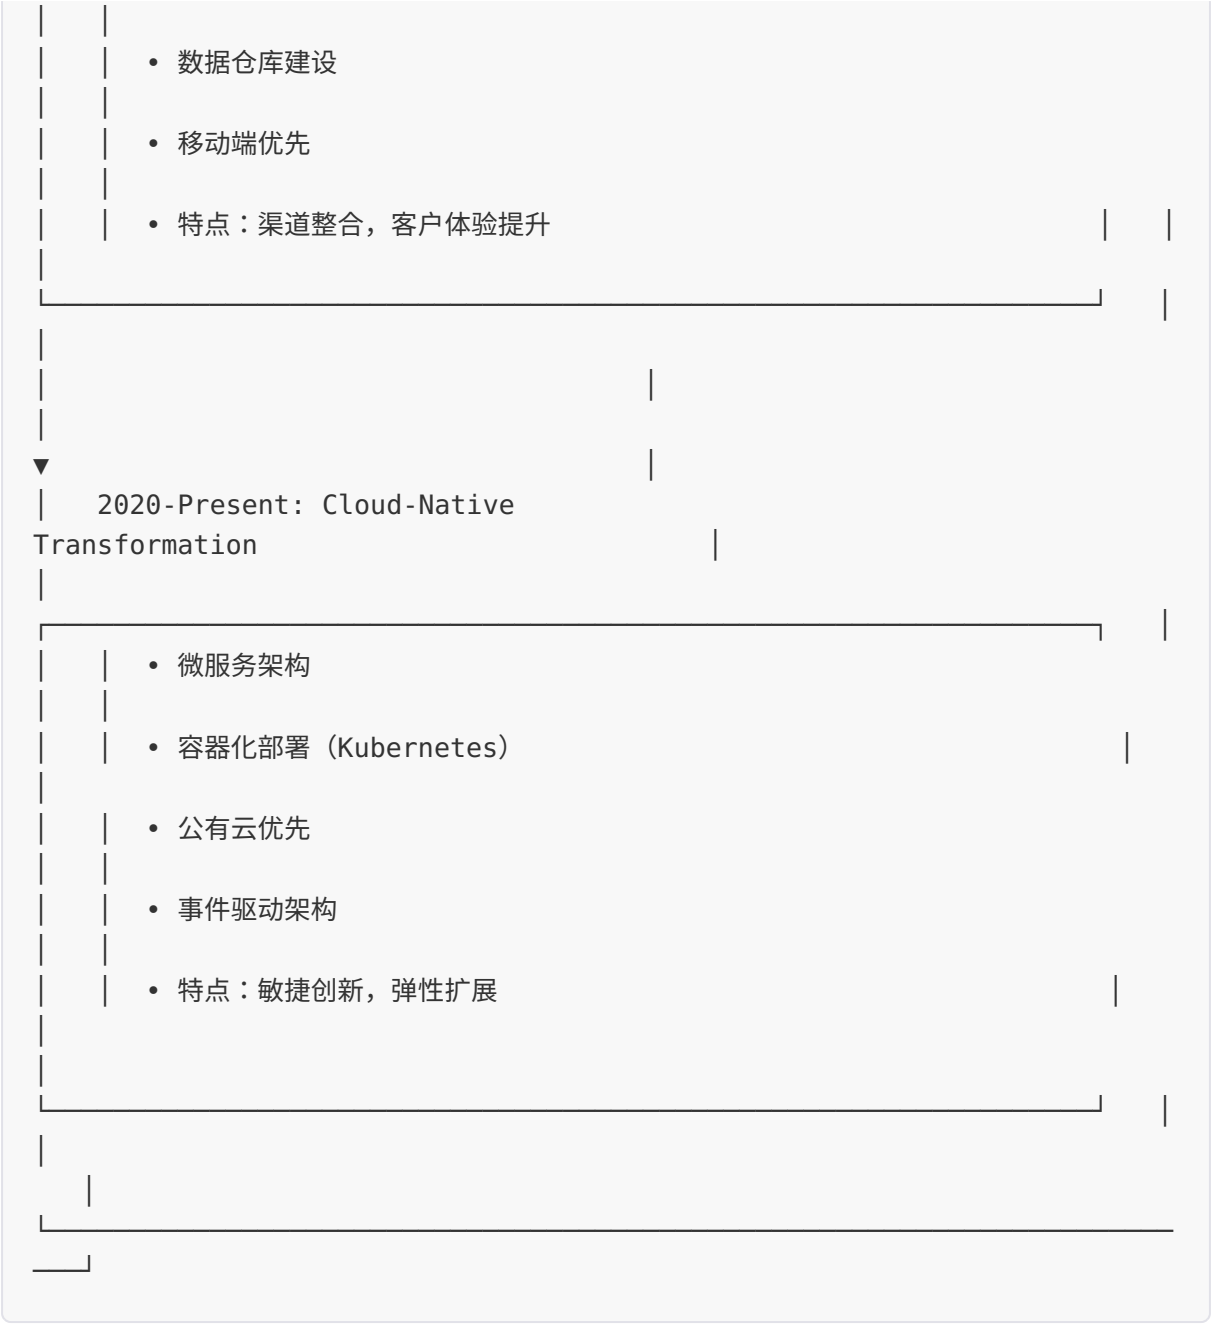 • 数据仓库建设
• 移动端优先
• 特点：渠道整合，客户体验提升
▼
2020-Present: Cloud-Native
Transformation
• 微服务架构
• 容器化部署（Kubernetes）
• 公有云优先
• 事件驱动架构
• 特点：敏捷创新，弹性扩展